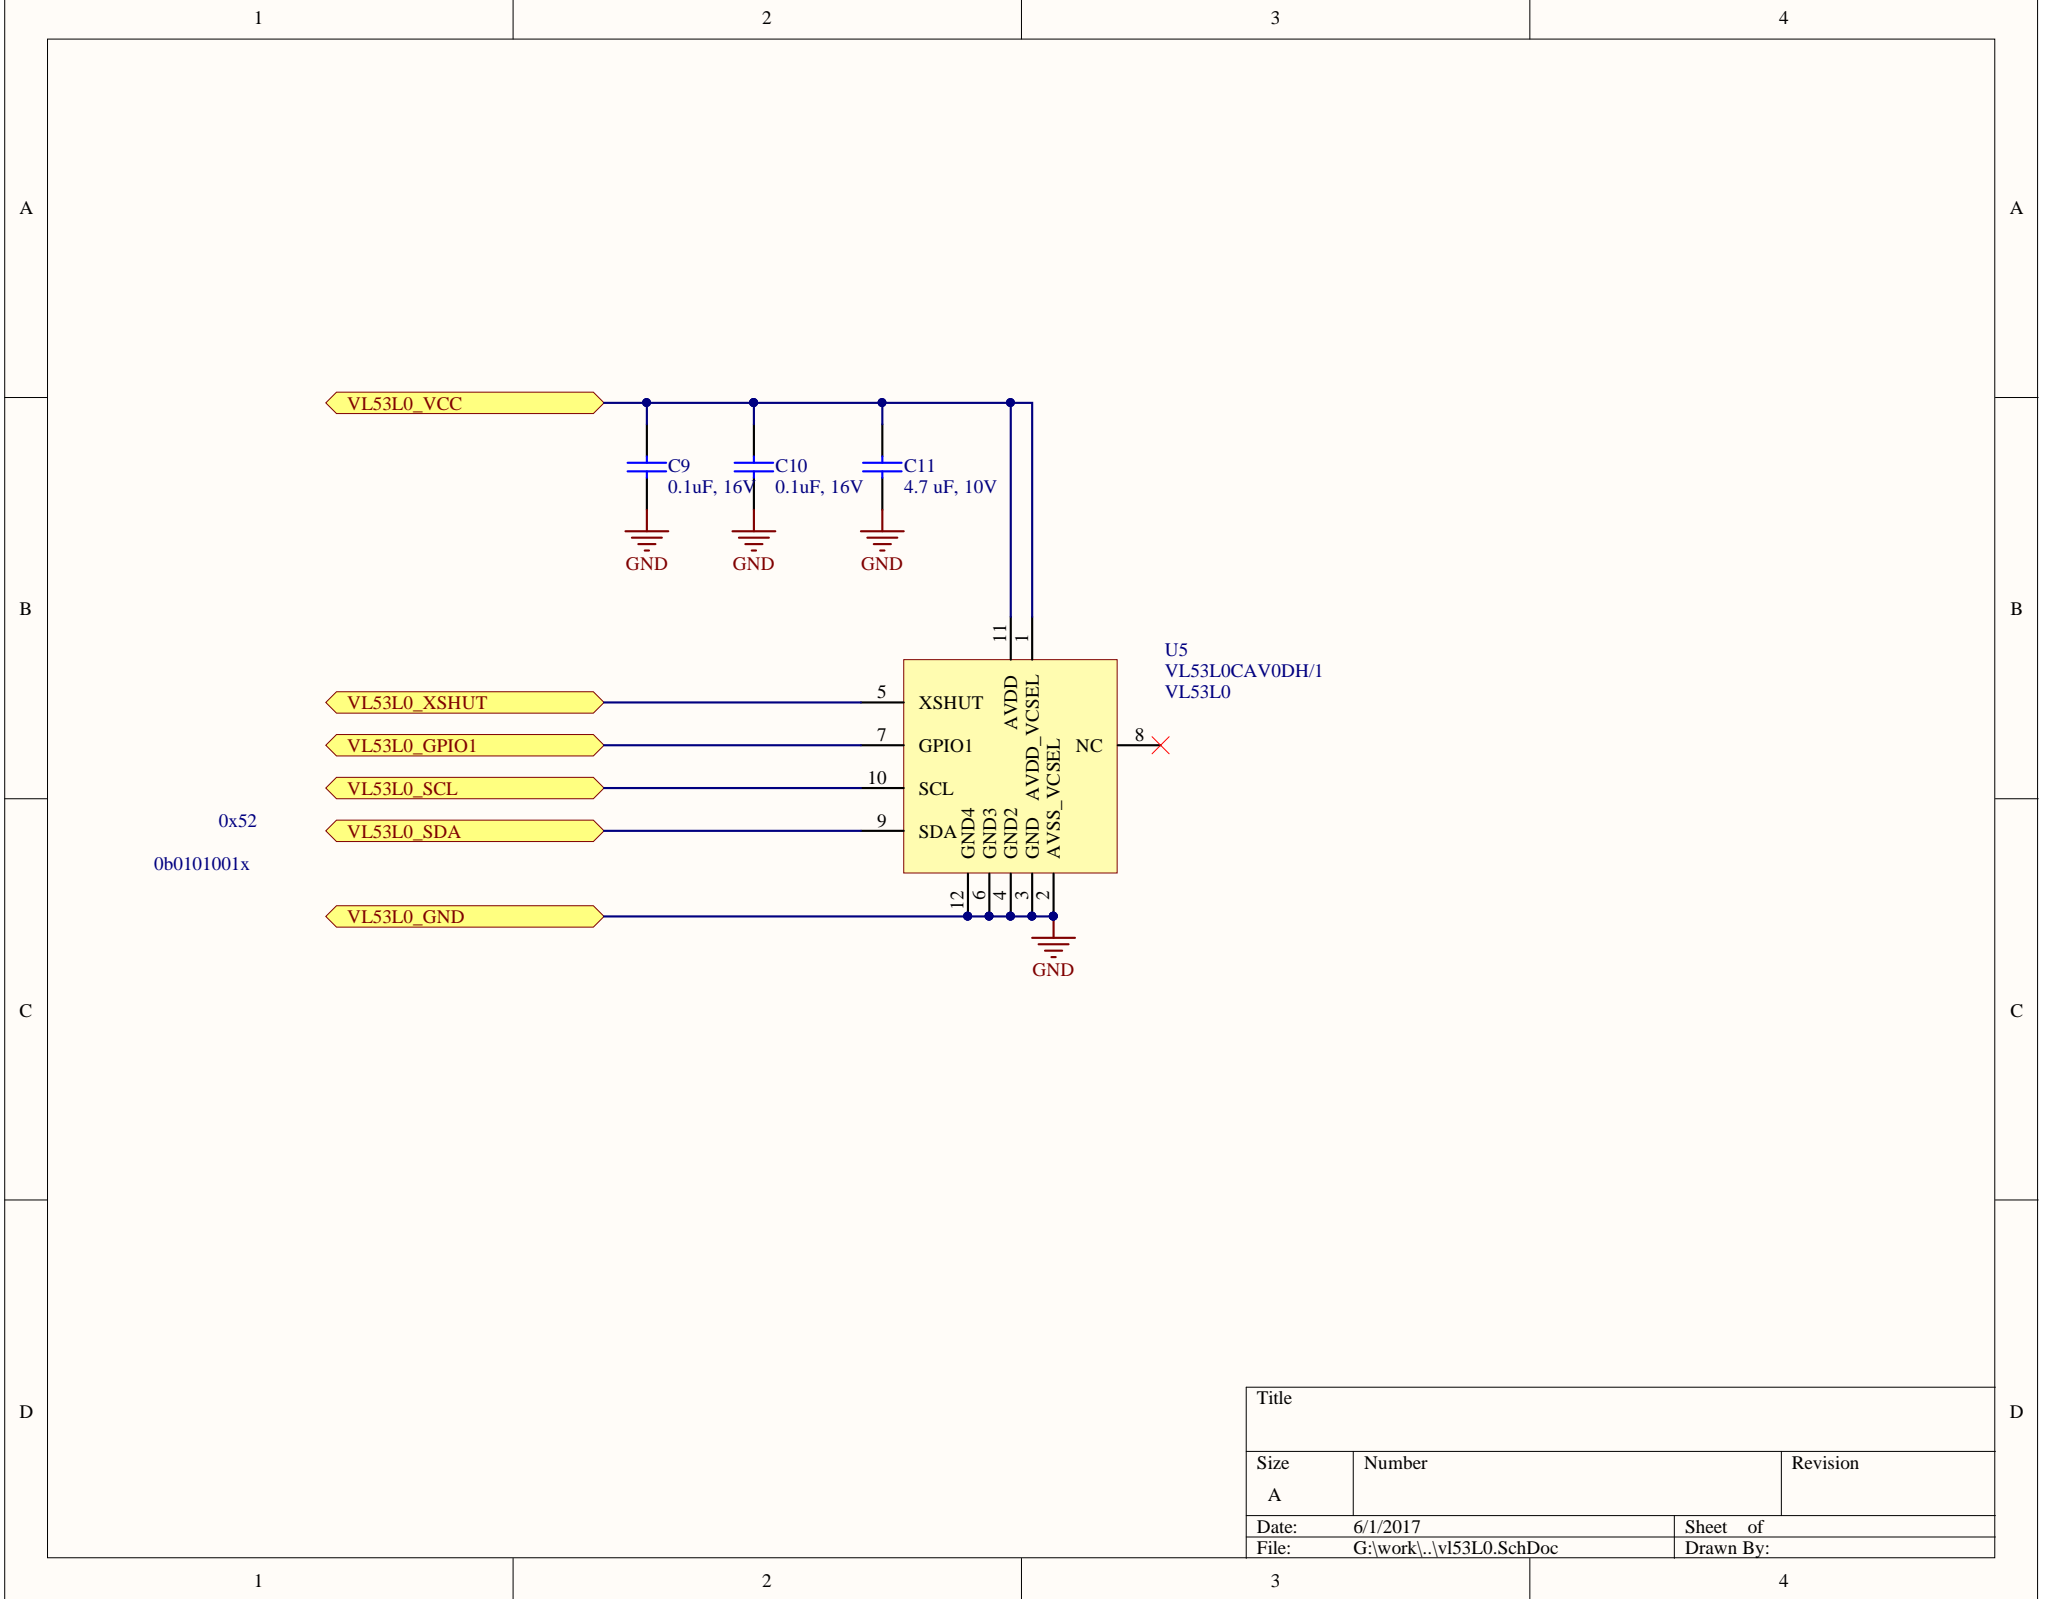 1 2 3 4
A A
VL53L0_VCC
C9 C10 C11
0.1uF, 16V 0.1uF, 16V 4.7 uF, 10V
GND GND GND
B B
11 1
U5
VL53L0CAV0DH/1
VL53L0
VL53L0_XSHUT 5 XSHUT
AVDD
AVDD_VCSEL
VL53L0_GPIO1 7 GPIO1 NC 8
VL53L0_SCL 10 SCL
0x52
VL53L0_SDA 9 SDA
GND4
GND3
GND2
GND
AVSS_VCSEL
0b0101001x
12 6 4 3 2
VL53L0_GND
GND
C C
D D
Title
Size Number Revision
A
Date: 6/1/2017 Sheet of
File: G:\work\..\vl53L0.SchDoc Drawn By:
1 2 3 4